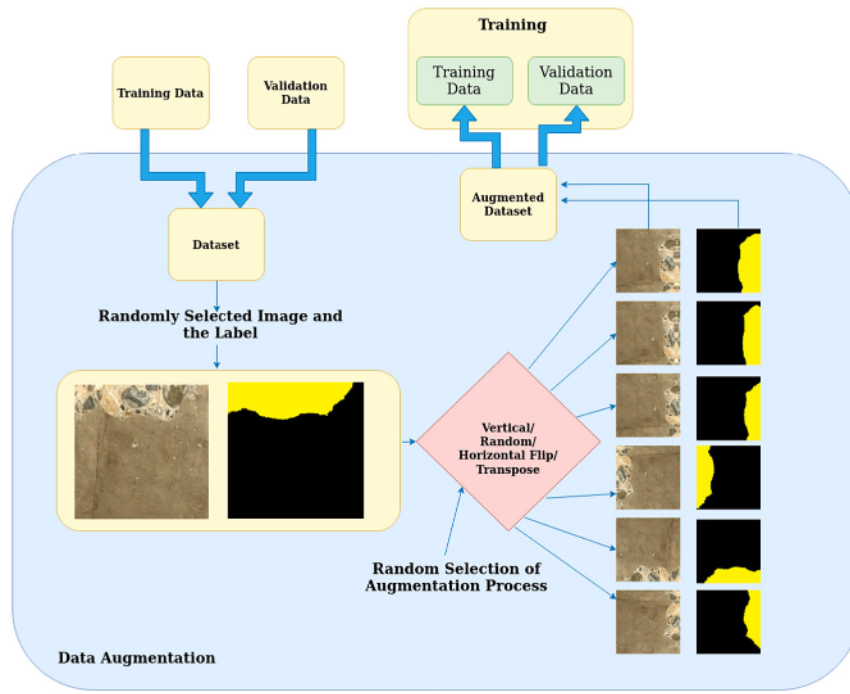 Training
Training
Data
Validation
Data
Training Data
Validation
Data
Augmented
Dataset
Dataset
Randomly Selected Image and
the Label
Vertical/
Random/
Horizontal Flip/
Transpose
Random Selection of
Augmentation Process
Data Augmentation